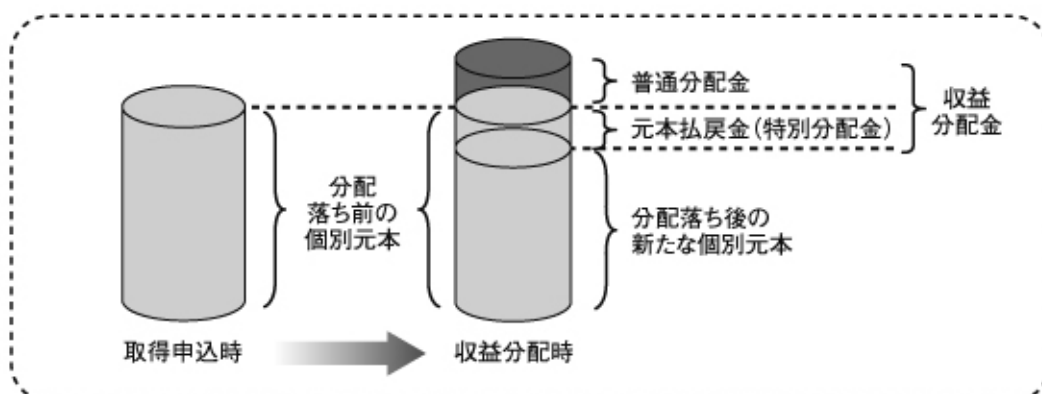 普通分配金
収益
分配金
元本払戻金(特別分配金)
分配
落ち前の
個別元本
分配落ち後の
新たな個別元本
取得申込時
収益分配時